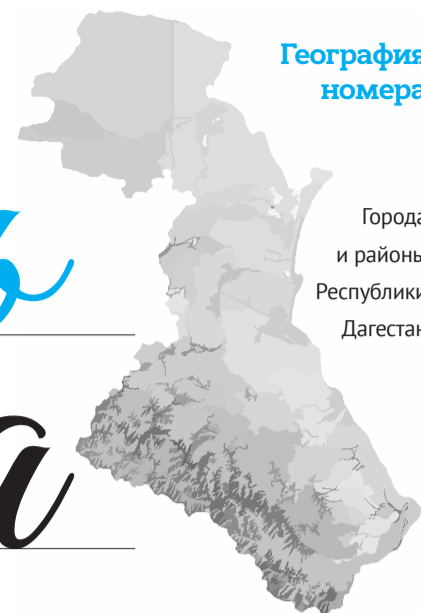 География
номера
Города
и районы
Республики
Дагестан
ь
а